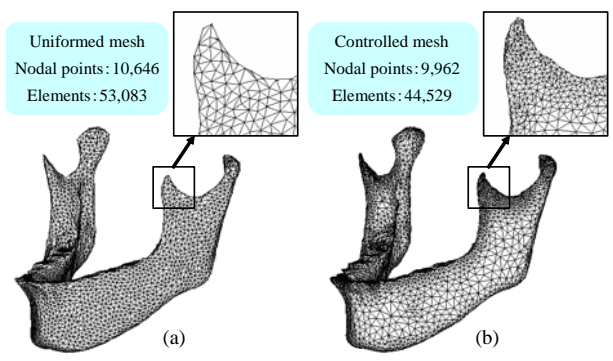 Uniformed mesh
Nodal points：10,646
Elements：53,083
Controlled mesh
Nodal points：9,962
Elements：44,529
(a)
(b)